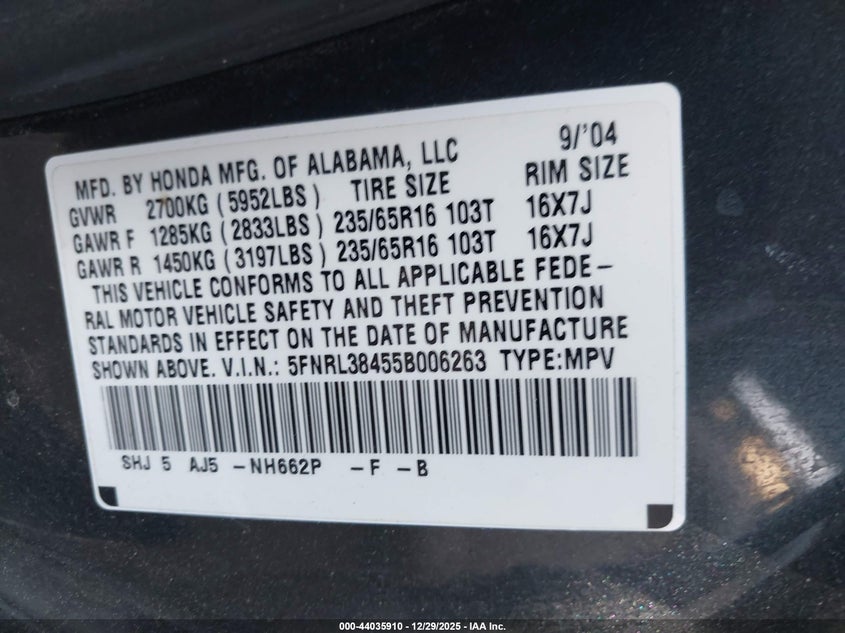 MFD. BY HONDA MFG. OF ALABAMA, LLC 9/'04
GVWR 2700KG (5952LBS) TIRE SIZE RIM SIZE
GAWR F 1285KG (2833LBS) 235/65R16 103T 16X7J
GAWR R 1450KG (3197LBS) 235/65R16 103T 16X7J
THIS VEHICLE CONFORMS TO ALL APPLICABLE FEDE-
RAL MOTOR VEHICLE SAFETY AND THEFT PREVENTION
STANDARDS IN EFFECT ON THE DATE OF MANUFACTURE
SHOWN ABOVE. V.I.N.: 5FNRL38455B006263 TYPE:MPV
SHJ 5 AJ5 -NH662P -F -B
000-44035910 - 12/29/2025 - IAA Inc.